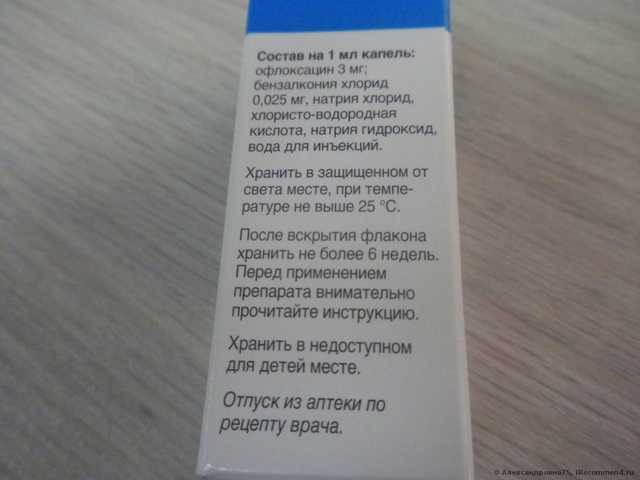 Состав на 1 мл капель:
офлоксацин 3 мг;
бензалкония хлорид
0,025 мг, натрия хлорид,
хлористо-водородная
кислота, натрия гидроксид,
вода для инъекций.
Хранить в защищенном от
света месте, при темпе-
ратуре не выше 25 °С.
После вскрытия флакона
хранить не более 6 недель.
Перед применением
препарата внимательно
прочитайте инструкцию.
Хранить в недоступном
для детей месте.
Отпуск из аптеки по
рецепту врача.
© Александровна75, IRecommend.ru